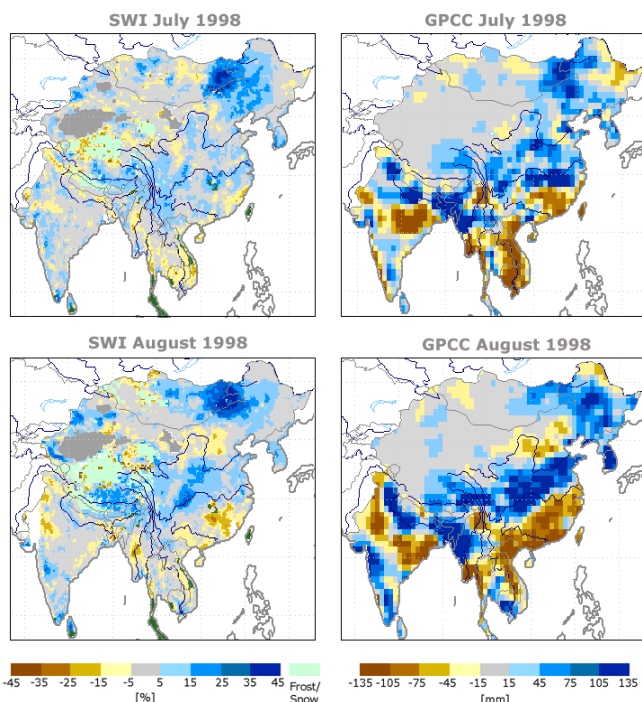 SWI July 1998
GPCC July 1998
SWI August 1998
GPCC August 1998
-45 -35 -25 -15 -5 5 15 25 35 45 Frost/
Snow
[%]
-135 -105 -75 -45 -15 15 45 75 105 135
[mm]